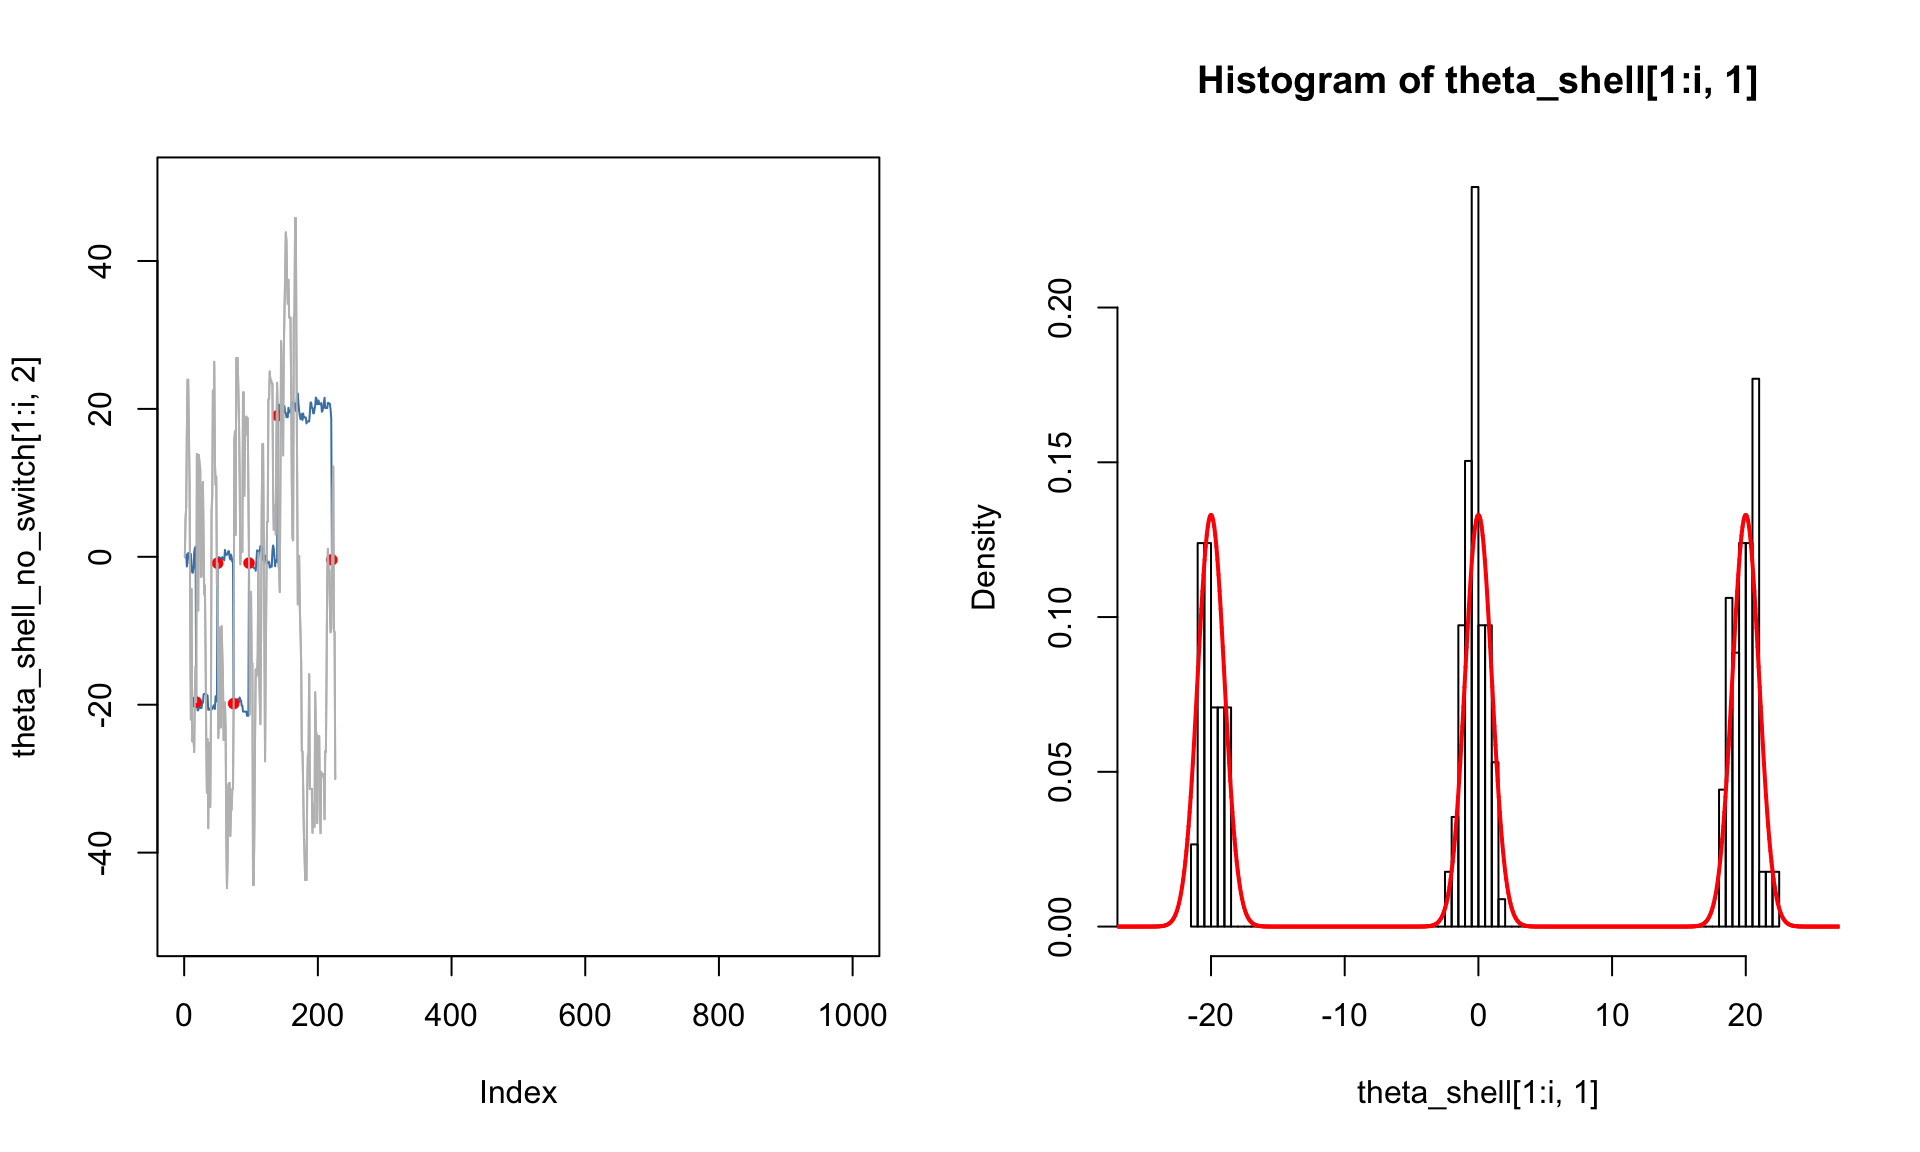 theta_shell_no_switch[1:i, 2]
40
20
0
-20
-40
0 200 400 600 800 1000
Index
Histogram of theta_shell[1:i, 1]
Density
0.20
0.15
0.10
0.05
0.00
-20 -10 0 10 20
theta_shell[1:i, 1]